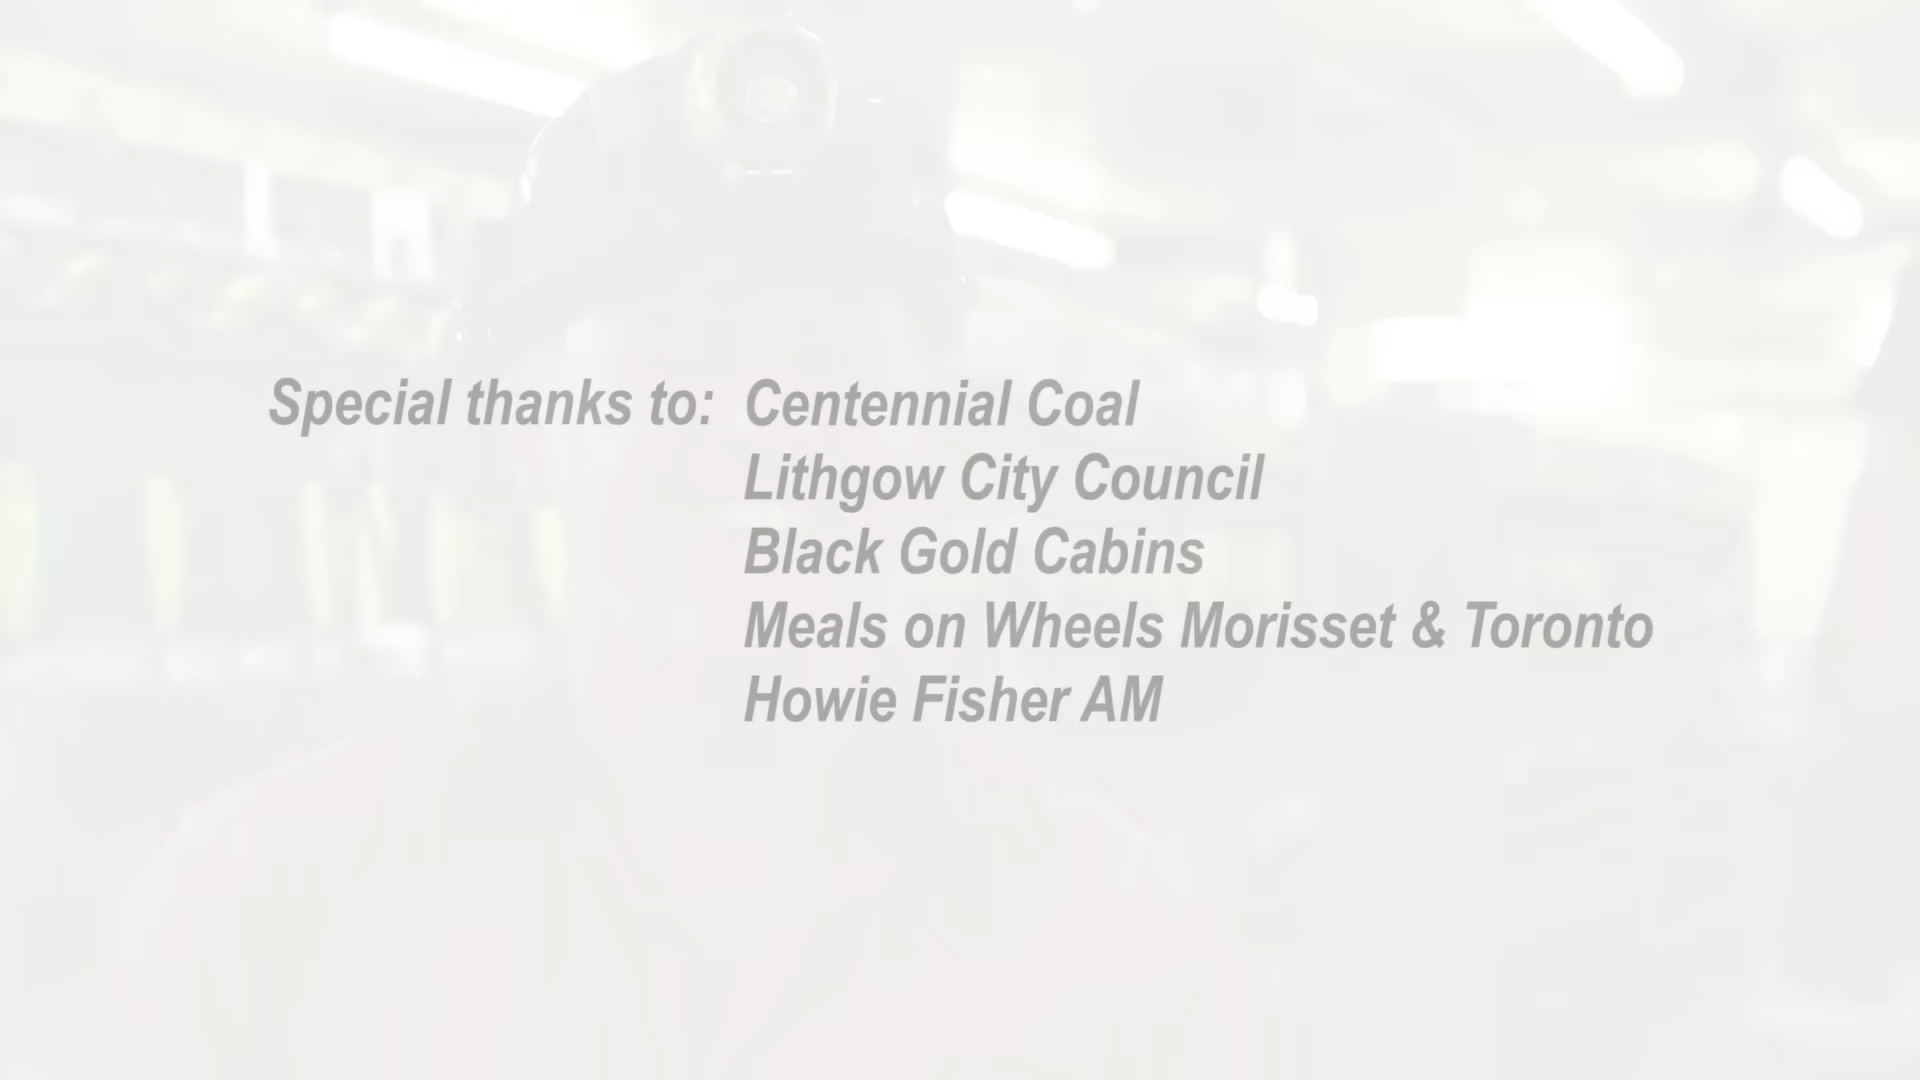 Special thanks to: Centennial Coal
Lithgow City Council
Black Gold Cabins
Meals on Wheels Morisset & Toronto
Howie Fisher AM